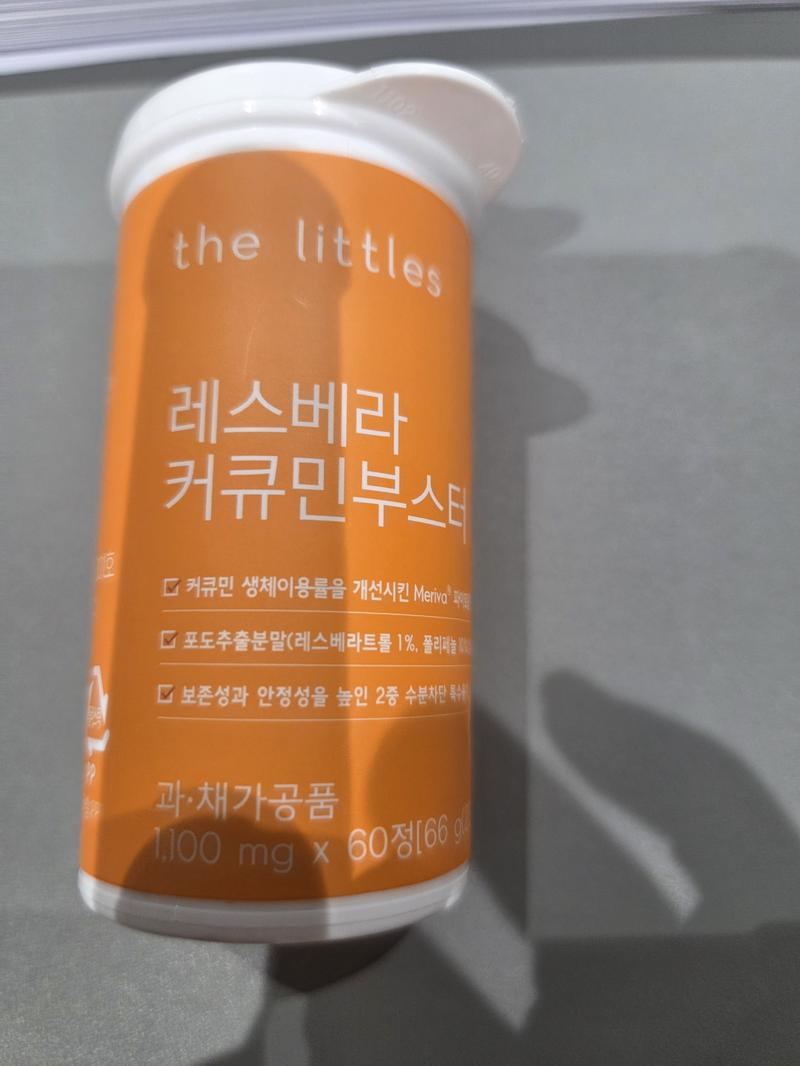 the littles
레스베라
커큐민부스터
커큐민 생체이용률을 개선시킨 Meriva®
포도추출분말(레스베라트롤 1%, 폴리페놀
보존성과 안정성을 높인 2중 수분차단
과·채가공품
1,100 mg x 60정[66 g
PP